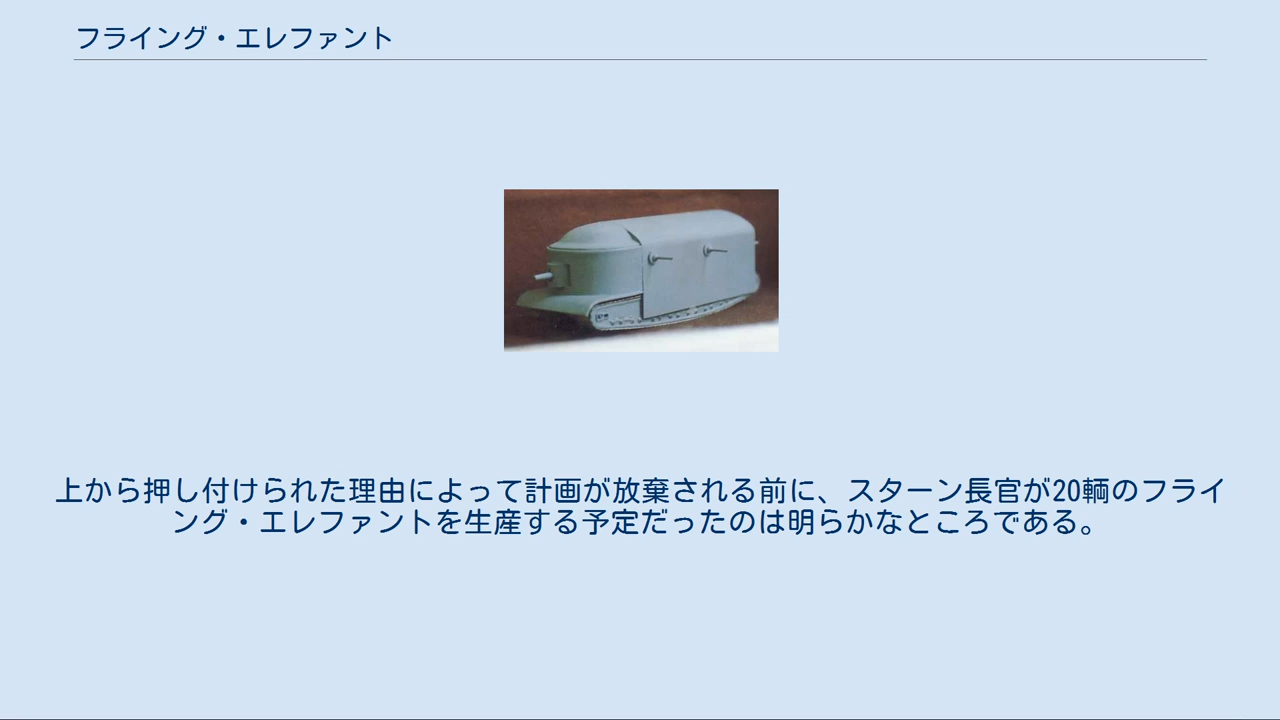 フライング・エレファント
上から押し付けられた理由によって計画が放棄される前に、スターン長官が20輌のフライ
ング・エレファントを生産する予定だったのは明らかなところである。